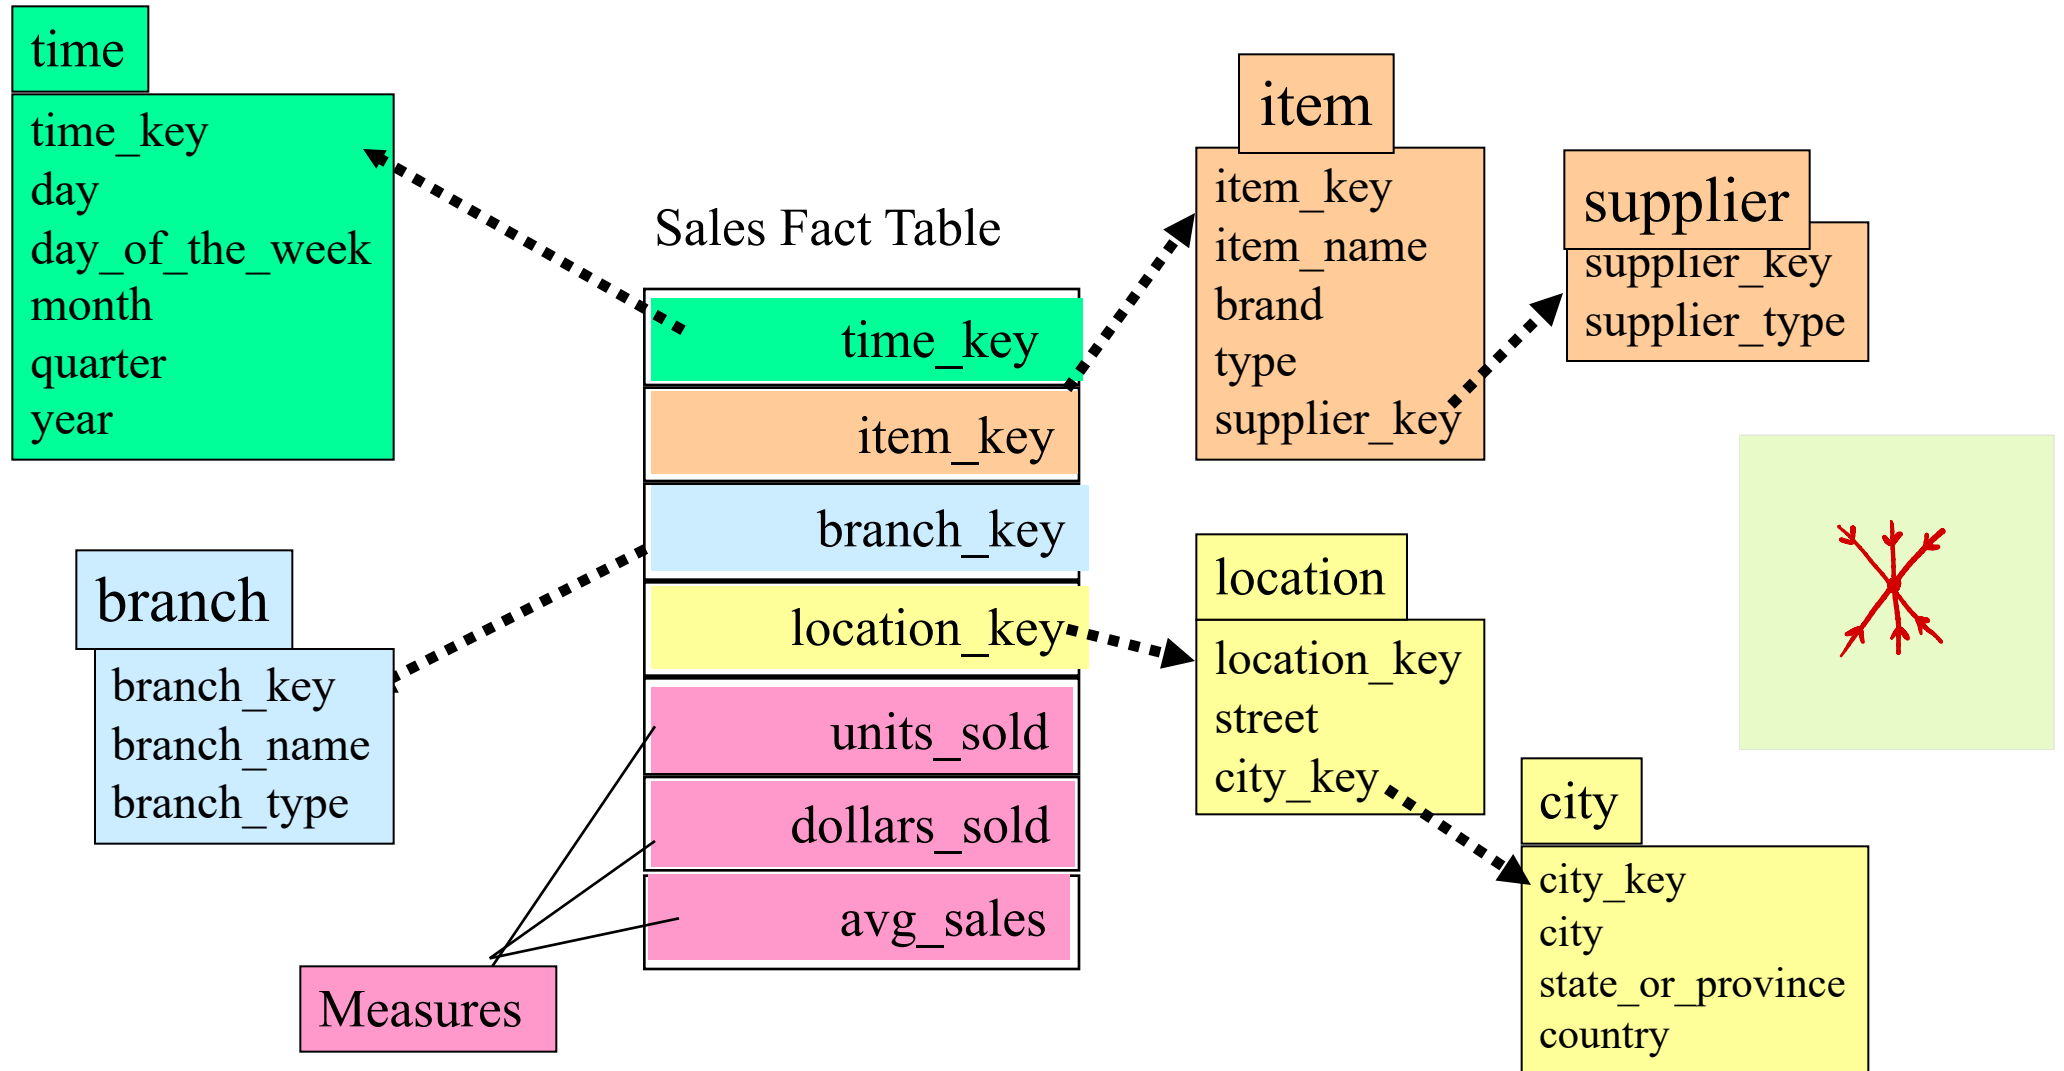 time
time_key
day
day_of_the_week
month
quarter
year
Sales Fact Table
time_key
item_key
branch_key
location_key
units_sold
dollars_sold
avg_sales
Measures
branch
branch_key
branch_name
branch_type
item
item_key
item_name
brand
type
supplier_key
supplier
supplier_key
supplier_type
location
location_key
street
city_key
city
city_key
city
state_or_province
country